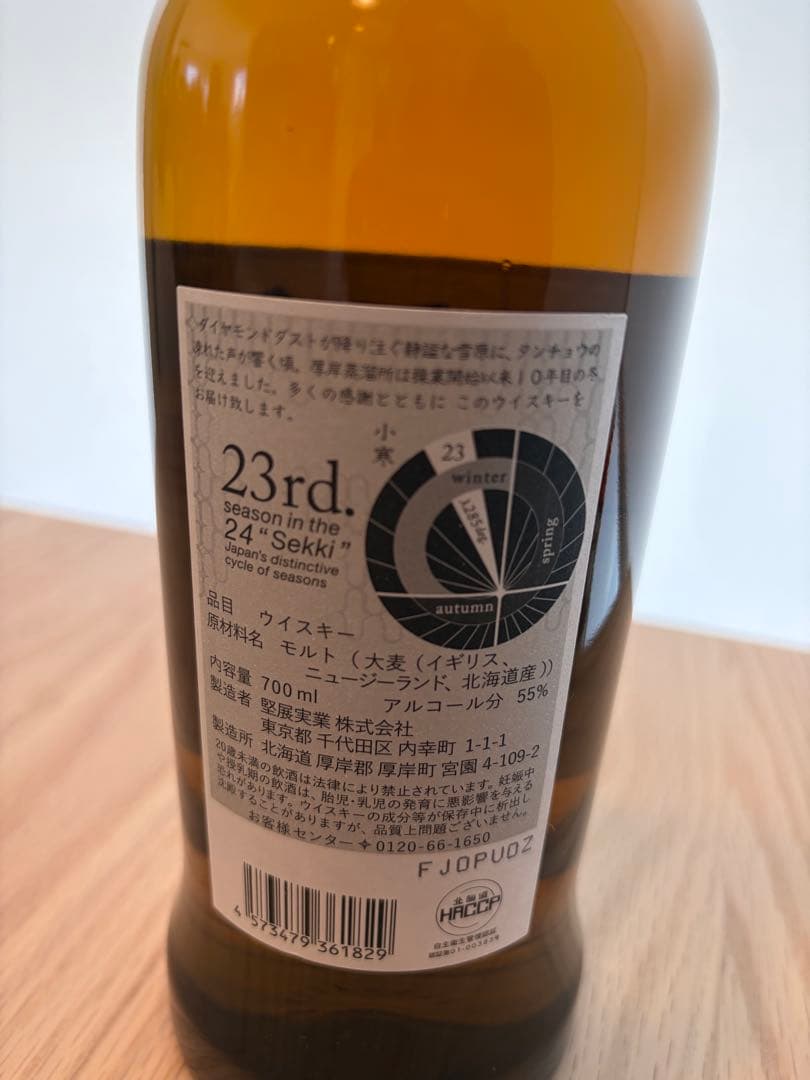 ダイヤモンドダストが降り注ぐ静謐な雪原に、タンチョウの
凍れた声が響く頃。厚岸蒸溜所は操業開始以来10年目の冬
を迎えました。多くの感謝とともに このウイスキーを
お届け致します。
小寒
23
winter
λ285deg.
spring
autumn
23rd.
season in the
24 “Sekki”
Japan's distinctive
cycle of seasons
品目 ウイスキー
原材料名 モルト（大麦（イギリス、
ニュージーランド、北海道産））
内容量 700ml アルコール分 55%
製造者 堅展実業 株式会社
東京都 千代田区 内幸町 1-1-1
製造所 北海道 厚岸郡 厚岸町 宮園 4-109-2
20歳未満の飲酒は法律により禁止されています。妊娠中
や授乳期の飲酒は、胎児・乳児の発育に悪影響を与える
恐れがあります。ウイスキーの成分等が保存中に析出し
沈殿することがありますが、品質上問題ございません。
お客様センター✧0120-66-1650
FJOPUOZ
4 573479 361829
北海道
HACCP
自主衛生管理認証